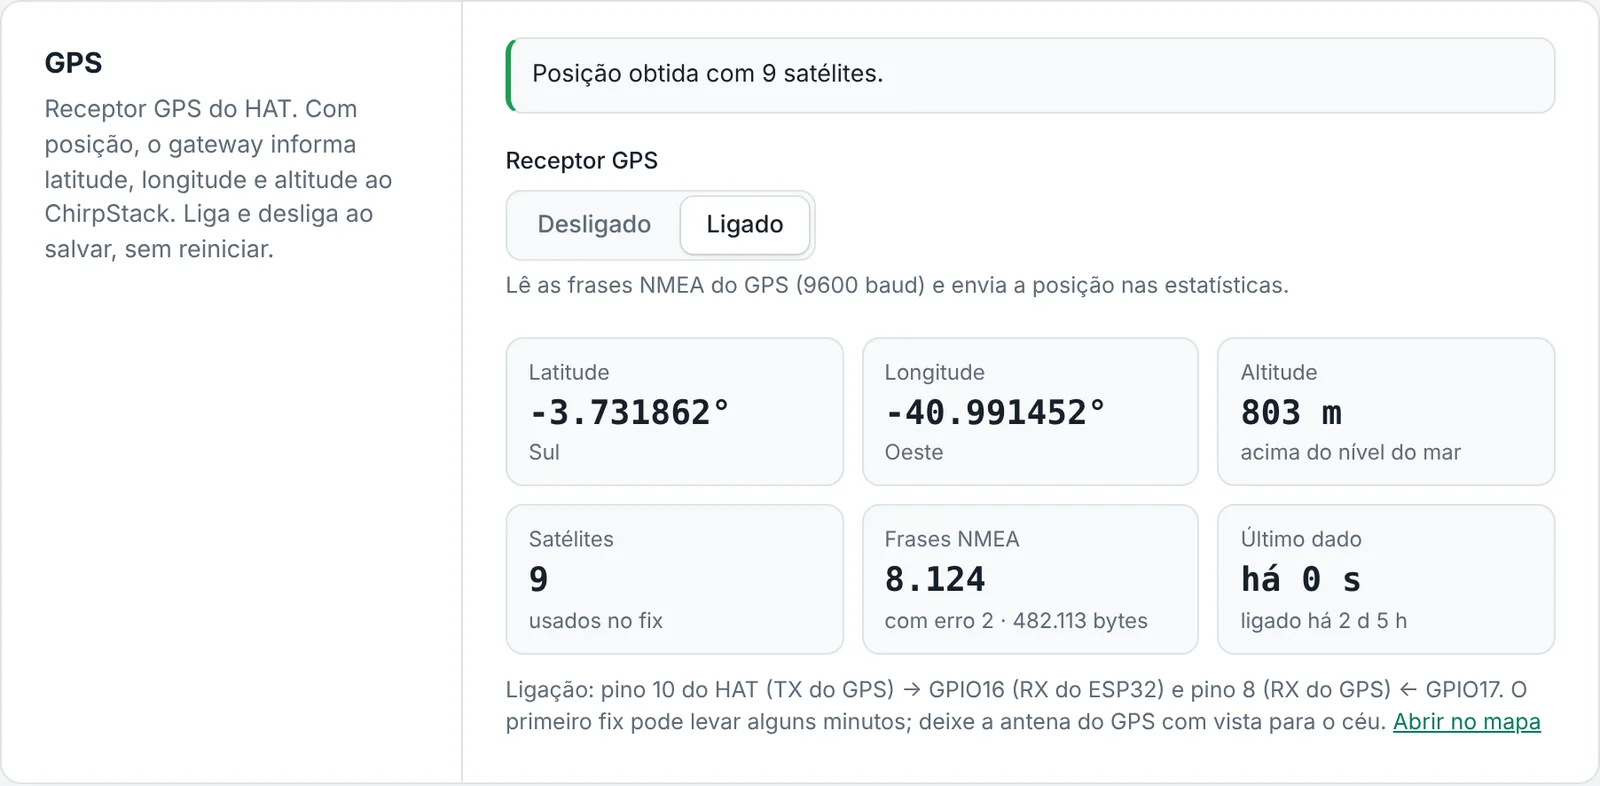 GPS
Receptor GPS do HAT. Com
posição, o gateway informa
latitude, longitude e altitude ao
ChirpStack. Liga e desliga ao
salvar, sem reiniciar.
Posição obtida com 9 satélites.
Receptor GPS
Desligado Ligado
Lê as frases NMEA do GPS (9600 baud) e envia a posição nas estatísticas.
Latitude
-3.731862°
Sul
Longitude
-40.991452°
Oeste
Altitude
803 m
acima do nível do mar
Satélites
9
usados no fix
Frases NMEA
8.124
com erro 2 · 482.113 bytes
Último dado
há 0 s
ligado há 2 d 5 h
Ligação: pino 10 do HAT (TX do GPS) → GPIO16 (RX do ESP32) e pino 8 (RX do GPS) ← GPIO17. O
primeiro fix pode levar alguns minutos; deixe a antena do GPS com vista para o céu. Abrir no mapa